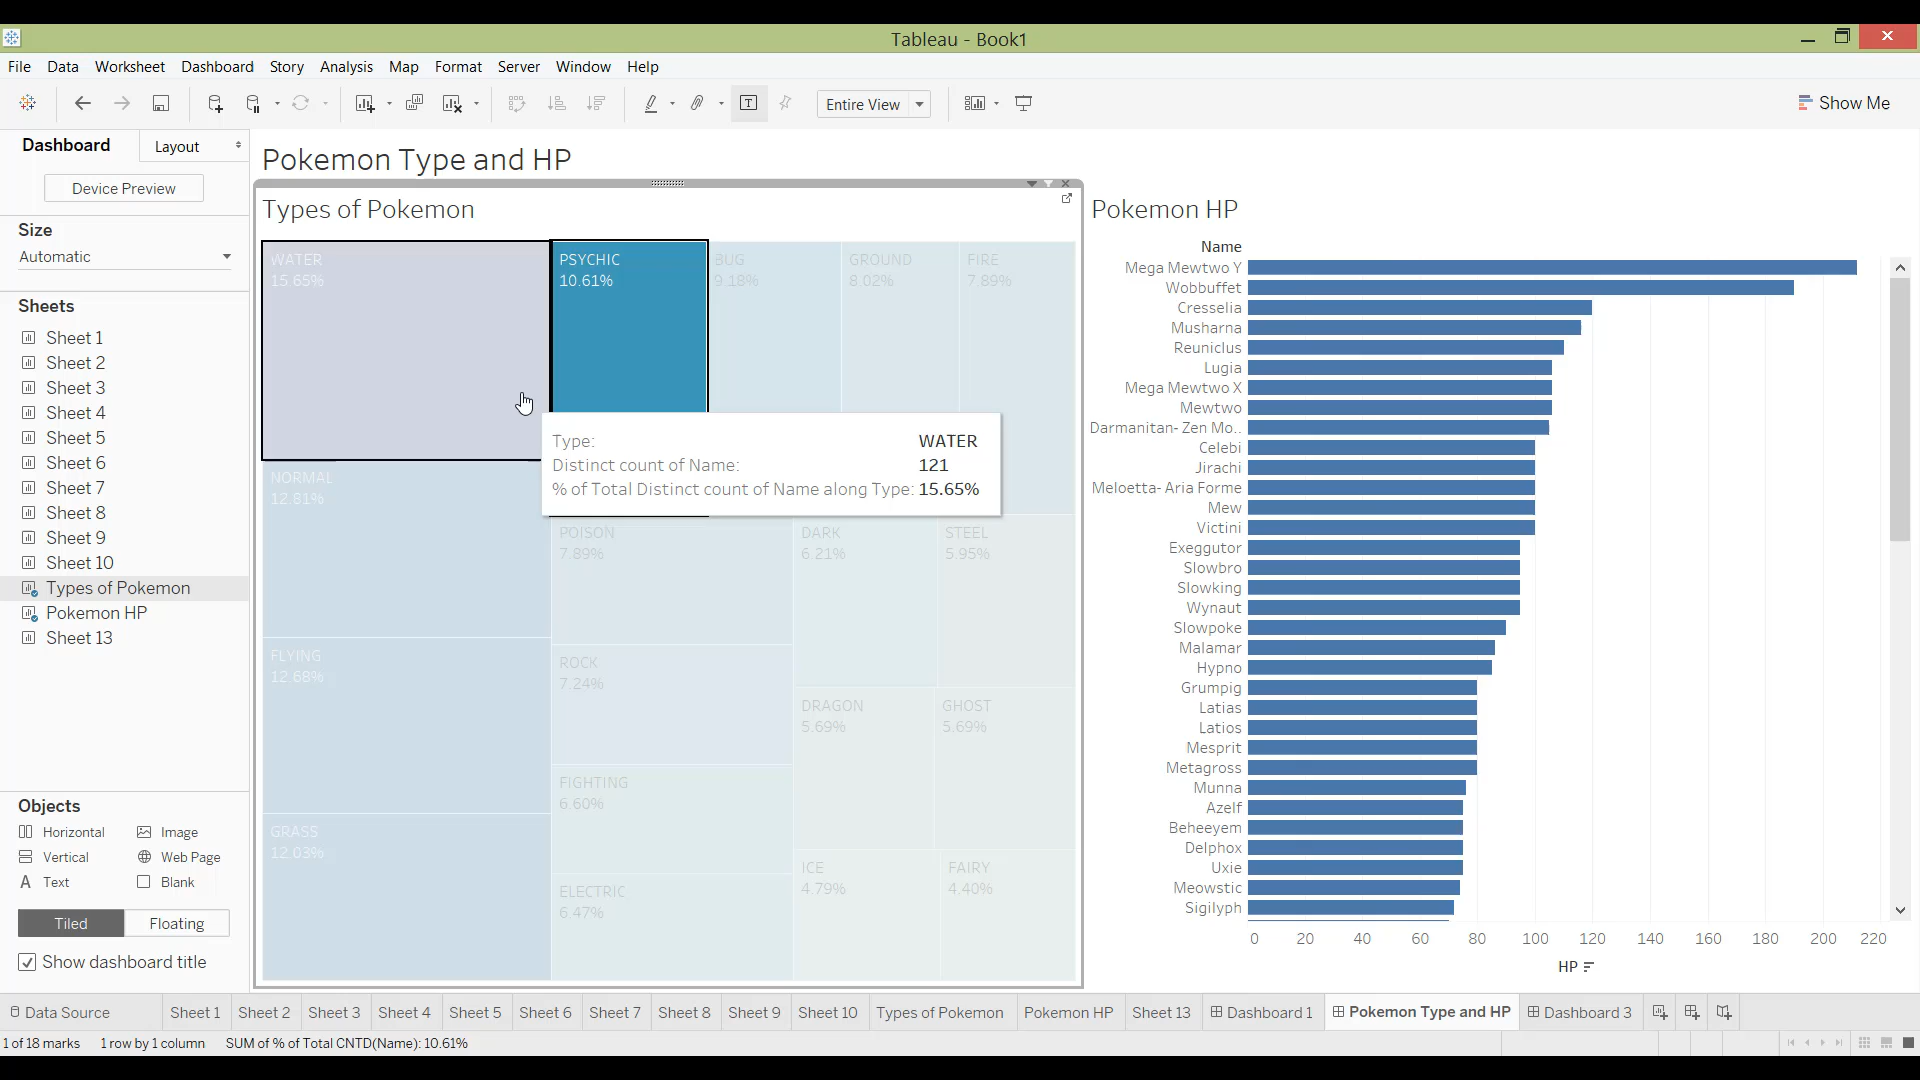 Tableau - Book1
File Data Worksheet Dashboard Story Analysis Map Format Server Window Help
Entire View
Show Me
Dashboard Layout
Device Preview
Size
Automatic
Sheets
Sheet 1
Sheet 2
Sheet 3
Sheet 4
Sheet 5
Sheet 6
Sheet 7
Sheet 8
Sheet 9
Sheet 10
Types of Pokemon
Pokemon HP
Sheet 13
Objects
Horizontal Image
Vertical Web Page
A Text Blank
Tiled Floating
Show dashboard title
Pokemon Type and HP
Types of Pokemon
WATER
15.65%
PSYCHIC
10.61%
BUG
9.18%
GROUND
8.02%
FIRE
7.89%
Type: WATER
Distinct count of Name: 121
% of Total Distinct count of Name along Type: 15.65%
NORMAL
12.81%
FLYING
12.68%
GRASS
12.03%
POISON
7.89%
DARK
6.21%
STEEL
5.95%
ROCK
7.24%
DRAGON
5.69%
GHOST
5.69%
FIGHTING
6.60%
ELECTRIC
6.47%
ICE
4.79%
FAIRY
4.40%
Pokemon HP
Name
Mega Mewtwo Y
Wobbuffet
Cresselia
Musharna
Reuniclus
Lugia
Mega Mewtwo X
Mewtwo
Darmanitan- Zen Mo..
Celebi
Jirachi
Meloetta- Aria Forme
Mew
Victini
Exeggutor
Slowbro
Slowking
Wynaut
Slowpoke
Malamar
Hypno
Grumpig
Latias
Latios
Mesprit
Metagross
Munna
Azelf
Beheeyem
Delphox
Uxie
Meowstic
Sigilyph
0 20 40 60 80 100 120 140 160 180 200 220
HP
Data Source Sheet 1 Sheet 2 Sheet 3 Sheet 4 Sheet 5 Sheet 6 Sheet 7 Sheet 8 Sheet 9 Sheet 10 Types of Pokemon Pokemon HP Sheet 13 Dashboard 1 Pokemon Type and HP Dashboard 3
1 of 18 marks 1 row by 1 column SUM of % of Total CNTD(Name): 10.61%